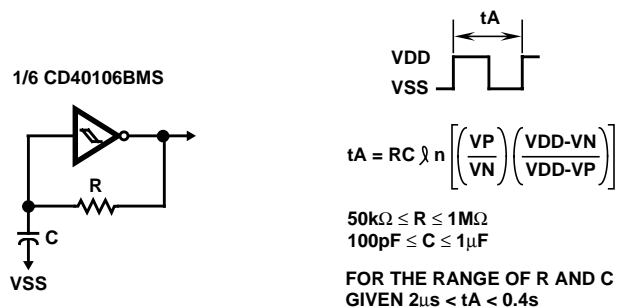 1/6 CD40106BMS
R
C
VSS
tA
VDD
VSS
tA = RC ℓn[(VP/VN)(VDD-VN/VDD-VP)]
50kΩ ≤ R ≤ 1MΩ
100pF ≤ C ≤ 1μF
FOR THE RANGE OF R AND C
GIVEN 2μs < tA < 0.4s